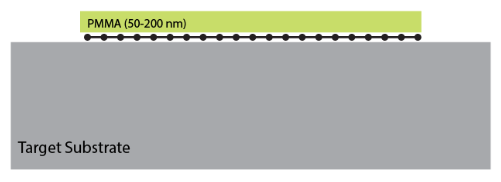 PMMA (50-200 nm)
Target Substrate